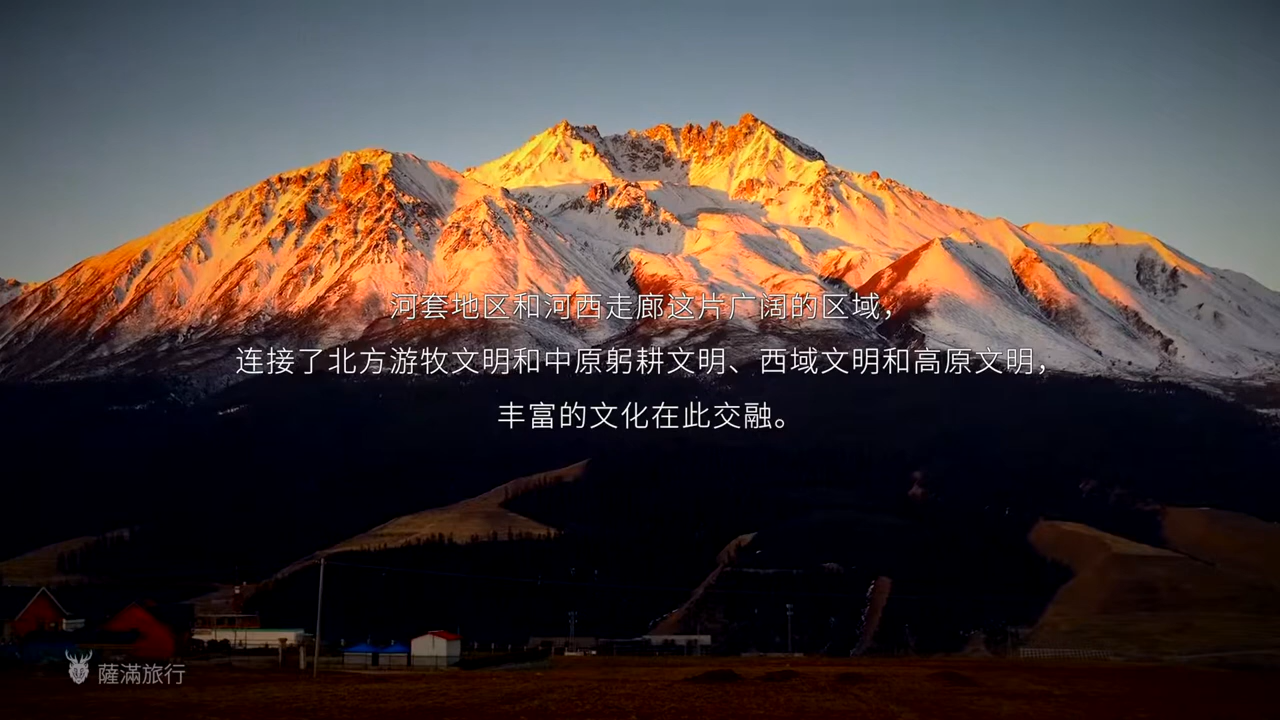 河套地区和河西走廊这片广阔的区域，
连接了北方游牧文明和中原躬耕文明、西域文明和高原文明，
丰富的文化在此交融。
薩滿旅行